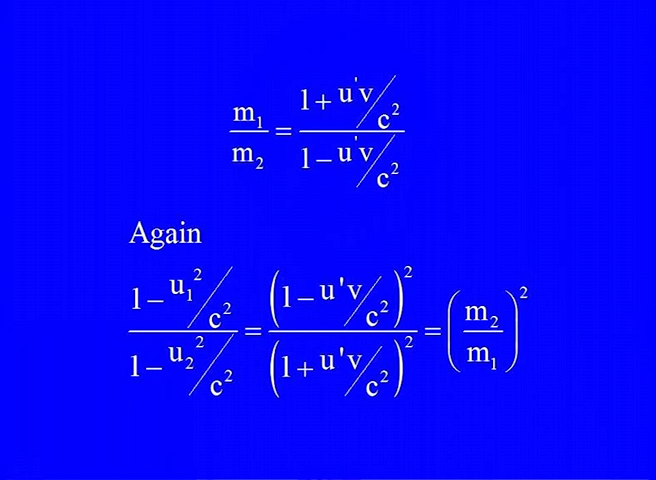 m₁/m₂ = (1 + u'v/c²)/(1 − u'v/c²)
Again
(1 − u₁²/c²)/(1 − u₂²/c²) = (1 − u'v/c²)²/(1 + u'v/c²)² = (m₂/m₁)²